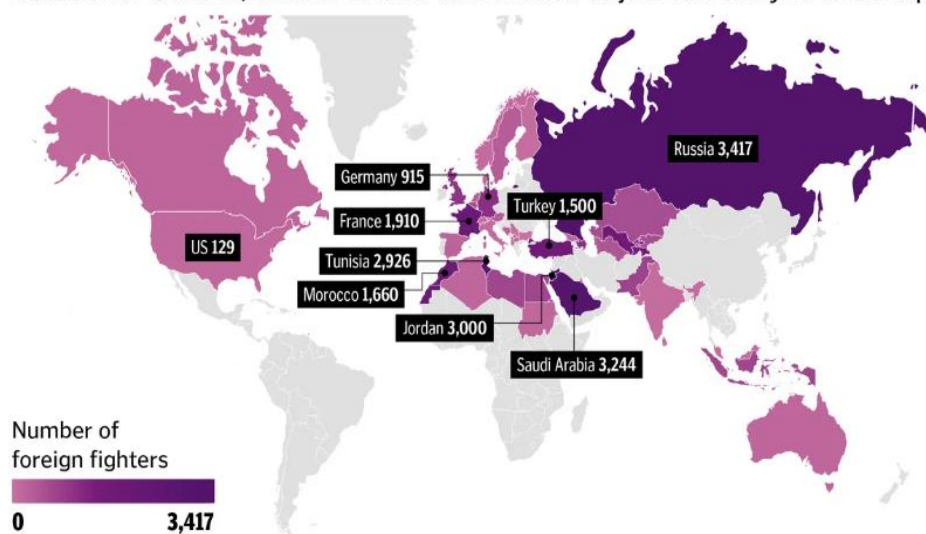 Germany 915
Russia 3,417
France 1,910
Turkey 1,500
US 129
Tunisia 2,926
Morocco 1,660
Jordan 3,000
Saudi Arabia 3,244
Number of
foreign fighters
0 3,417